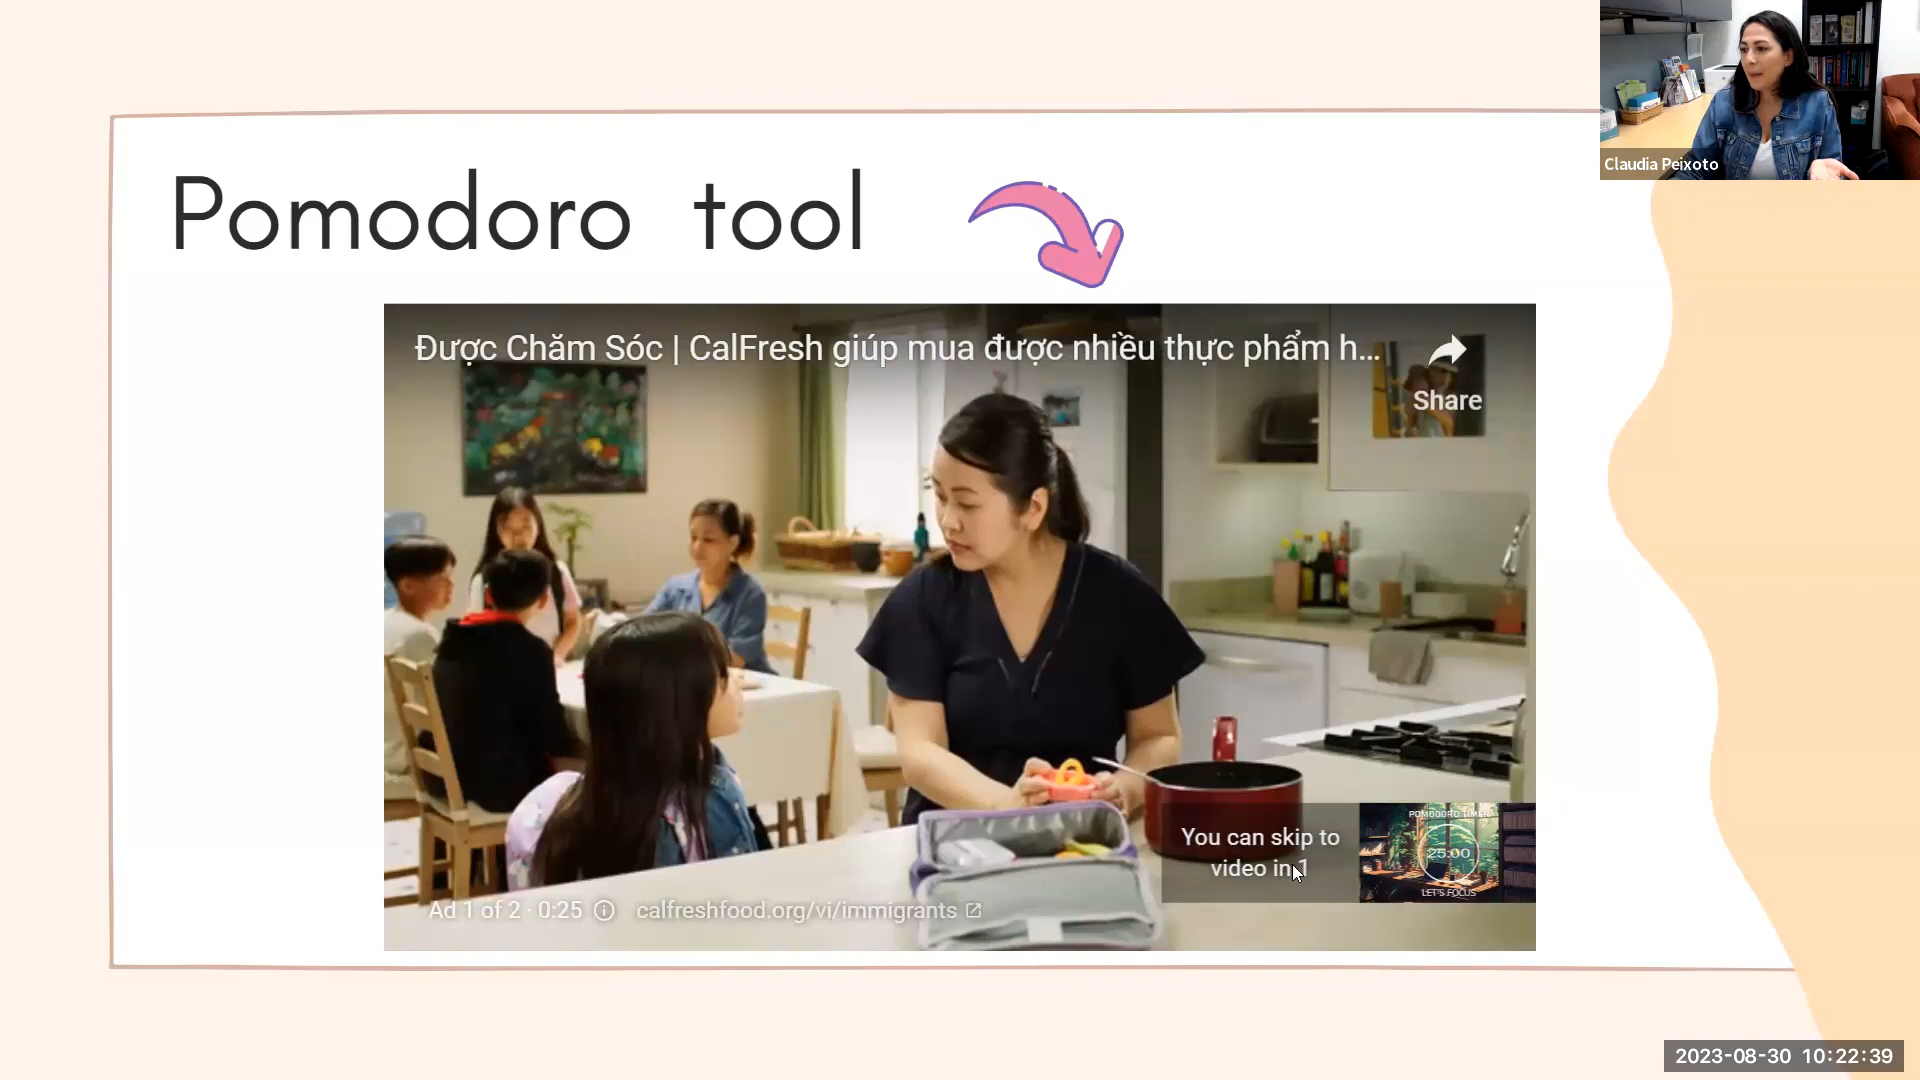 Claudia Peixoto
Pomodoro tool
Được Chăm Sóc | CalFresh giúp mua được nhiều thực phẩm h...
Share
You can skip to
video in 1
POMODORO TIMER
25:00
LET'S FOCUS
Ad 1 of 2 · 0:25
calfreshfood.org/vi/immigrants
2023-08-30 10:22:39